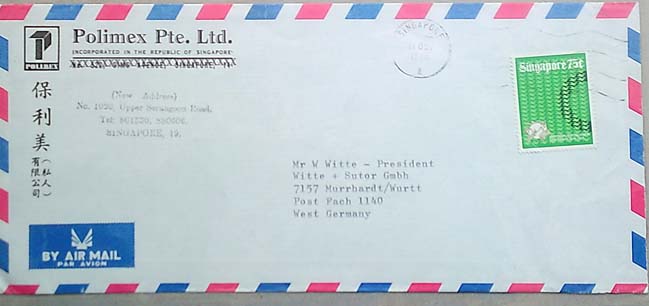 Polimex Pte. Ltd.
INCORPORATED IN THE REPUBLIC OF SINGAPORE
POLIMEX
(New Address)
Upper Serangoon Road,
SINGAPORE, 19.
保利美
(私人)
有限公司
SINGAPORE
Singapore 75c
Mr W Witte - President
Witte + Sutor Gmbh
7157 Murrhardt/Wurtt
Post Fach 1140
West Germany
BY AIR MAIL
PAR AVION